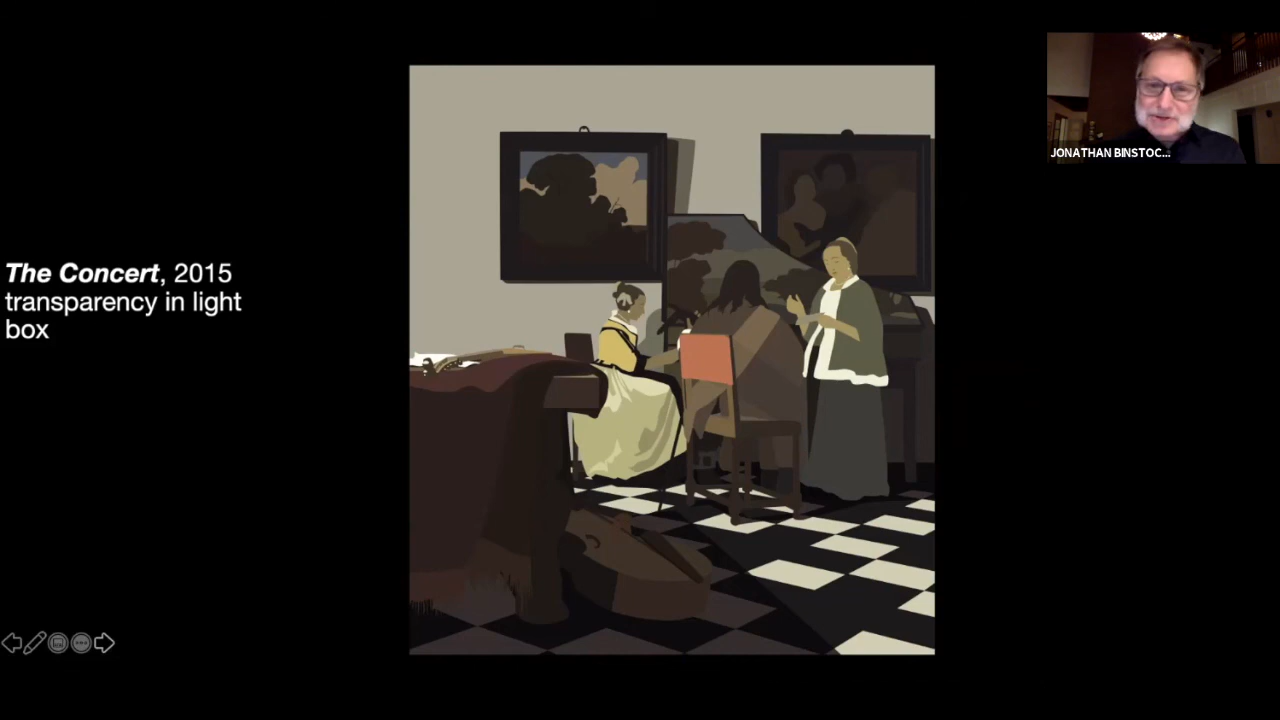 The Concert, 2015
transparency in light
box
JONATHAN BINSTOC...